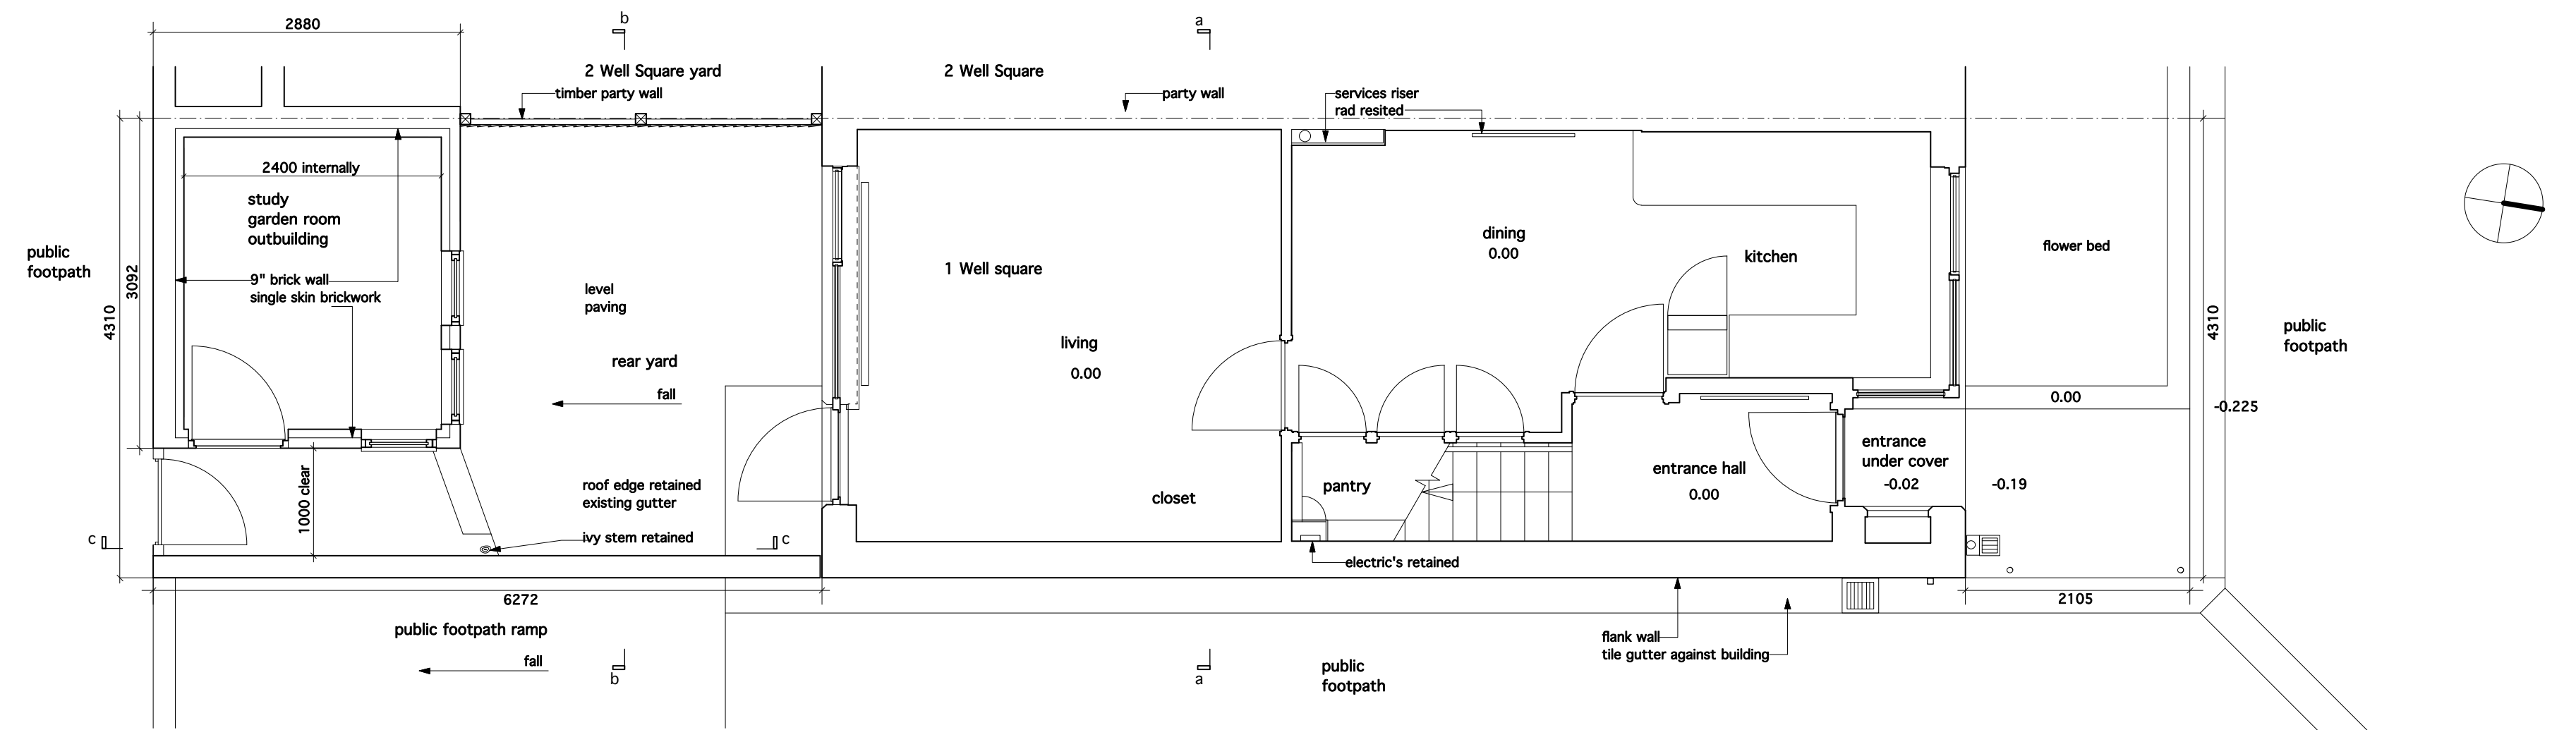 2880
b
a
2 Well Square yard
2 Well Square
timber party wall
party wall
services riser
rad resited
2400 internally
study
garden room
outbuilding
public
footpath
3092
4310
9" brick wall
single skin brickwork
level
paving
rear yard
fall
1 Well square
living
0.00
dining
0.00
kitchen
flower bed
4310
public
footpath
0.00
-0.225
entrance
under cover
-0.02
-0.19
entrance hall
0.00
pantry
closet
roof edge retained
existing gutter
1000 clear
ivy stem retained
c
c
electric's retained
6272
2105
public footpath ramp
fall
flank wall
tile gutter against building
public
footpath
b
a